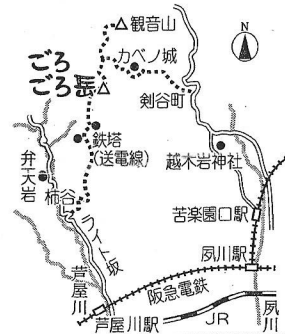 観音山
N
カベノ城
ごろ
ごろ岳
剣谷町
鉄塔
(送電線)
越木岩神社
弁天岩
柿谷
ライト坂
苦楽園口駅
夙川駅
芦屋川
阪急電鉄
芦屋川駅
JR
夙川